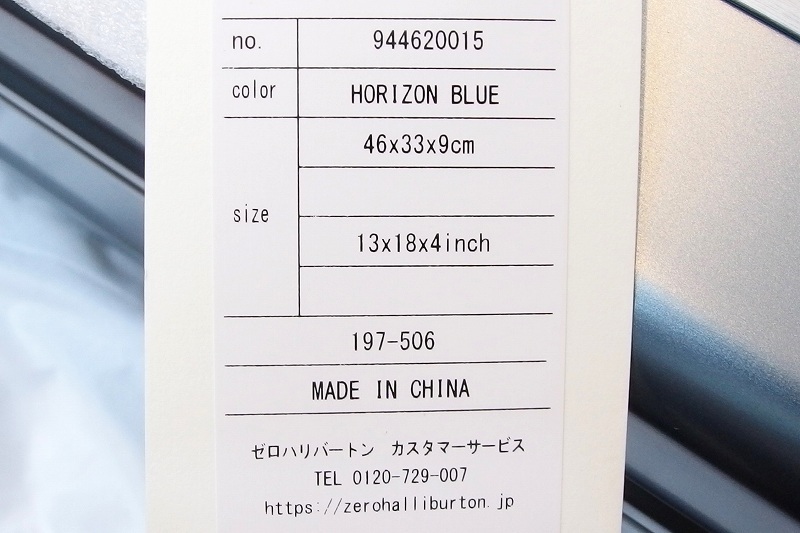 no. 944620015
color HORIZON BLUE
46x33x9cm
size
13x18x4inch
197-506
MADE IN CHINA
ゼロハリバートン カスタマーサービス
TEL 0120-729-007
https://zerohalliburton.jp